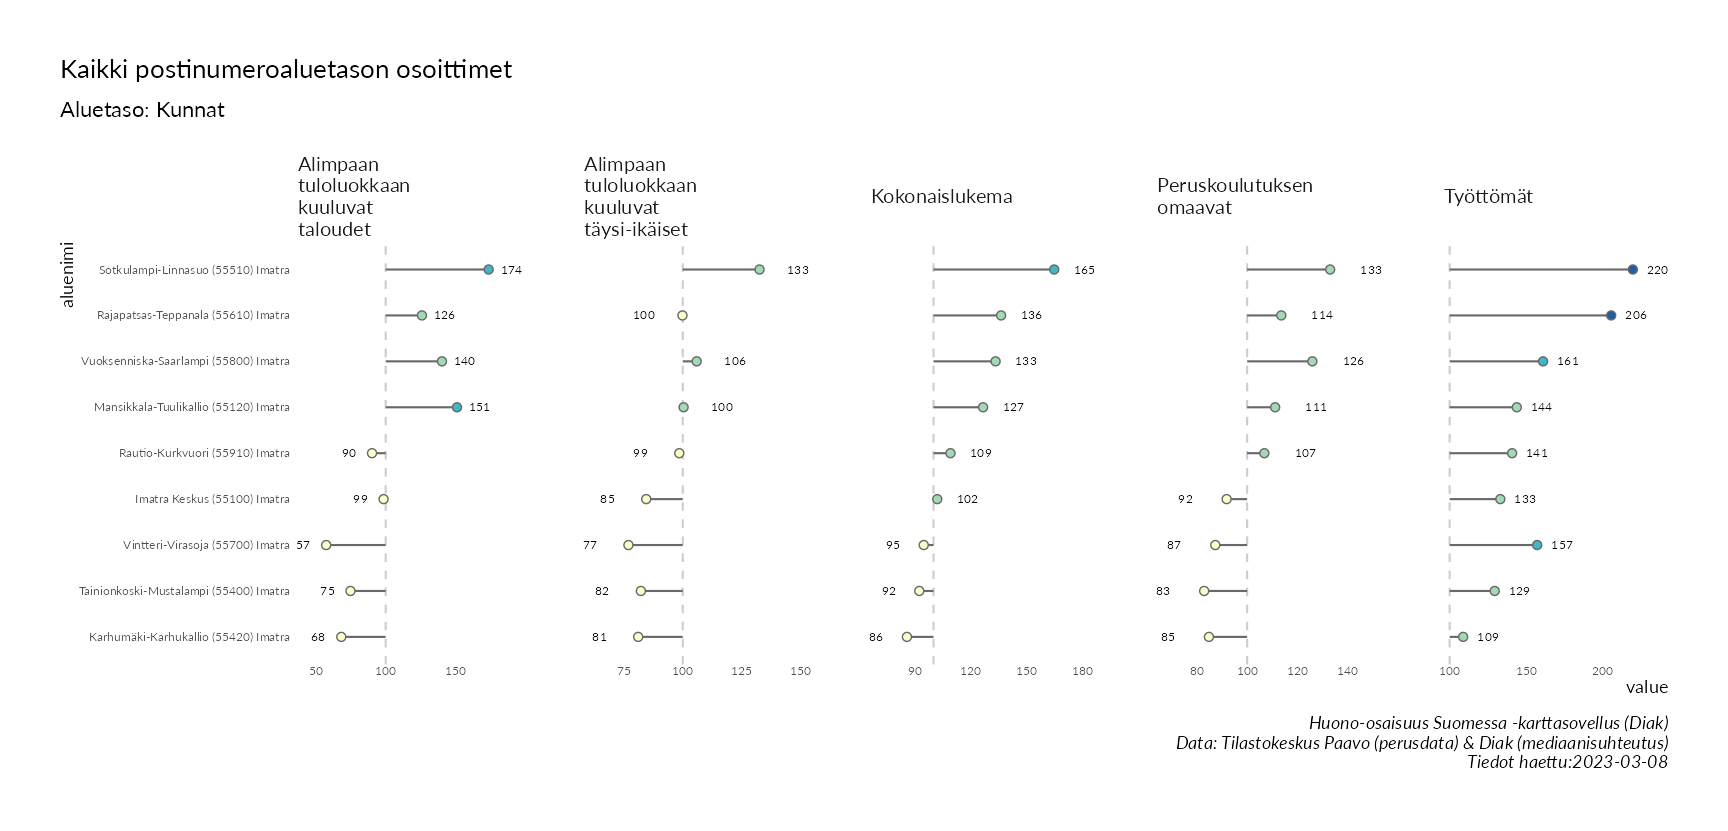 Kaikki postinumeroaluetason osoittimet
Aluetaso: Kunnat
Alimpaan
tuloluokkaan
kuuluvat
taloudet
Alimpaan
tuloluokkaan
kuuluvat
täysi-ikäiset
Kokonaislukema
Peruskoulutuksen
omaavat
Työttömät
aluenimi
Sotkulampi-Linnasuo (55510) Imatra 174 133 165 133 220
Rajapatsas-Teppanala (55610) Imatra 126 100 136 114 206
Vuoksenniska-Saarlampi (55800) Imatra 140 106 133 126 161
Mansikkala-Tuulikallio (55120) Imatra 151 100 127 111 144
Rautio-Kurkvuori (55910) Imatra 90 99 109 107 141
Imatra Keskus (55100) Imatra 99 85 102 92 133
Vintteri-Virasoja (55700) Imatra 57 77 95 87 157
Tainionkoski-Mustalampi (55400) Imatra 75 82 92 83 129
Karhumäki-Karhukallio (55420) Imatra 68 81 86 85 109
50 100 150 75 100 125 150 90 120 150 180 80 100 120 140 100 150 200
value
Huono-osaisuus Suomessa -karttasovellus (Diak)
Data: Tilastokeskus Paavo (perusdata) & Diak (mediaanisuhteutus)
Tiedot haettu:2023-03-08